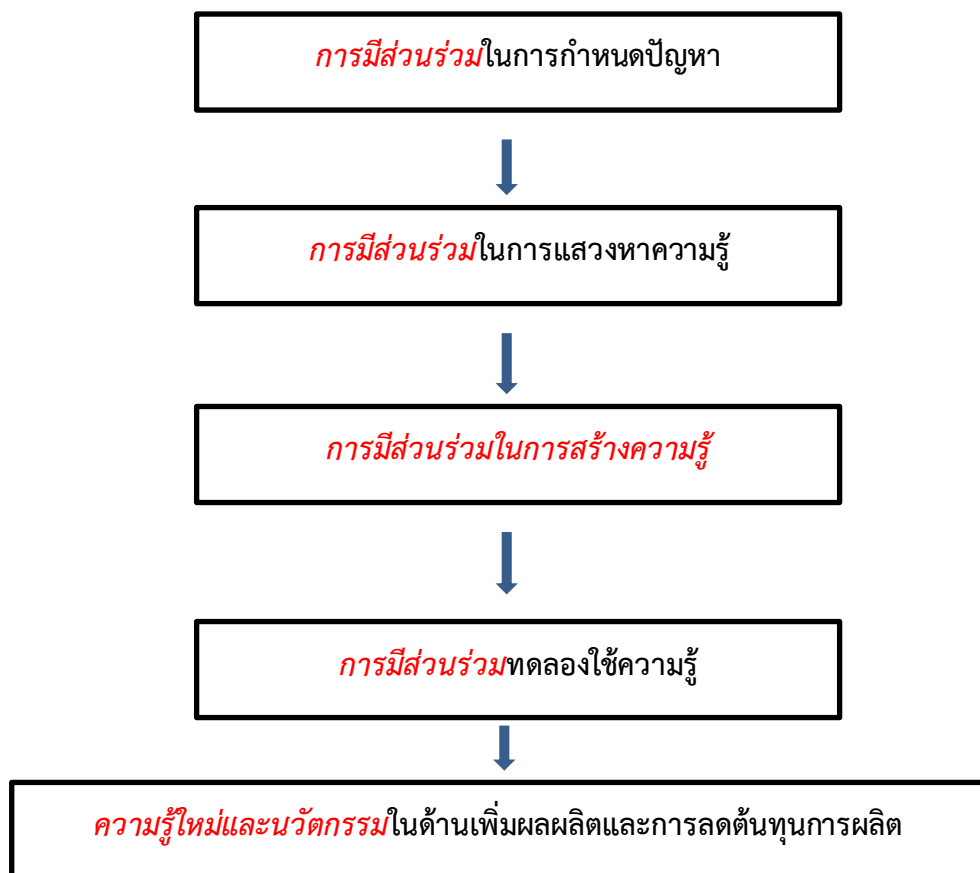 การมีส่วนร่วมในการกำหนดปัญหา
การมีส่วนร่วมในการแสวงหาความรู้
การมีส่วนร่วมในการสร้างความรู้
การมีส่วนร่วมทดลองใช้ความรู้
ความรู้ใหม่และนวัตกรรมในด้านเพิ่มผลผลิตและการลดต้นทุนการผลิต